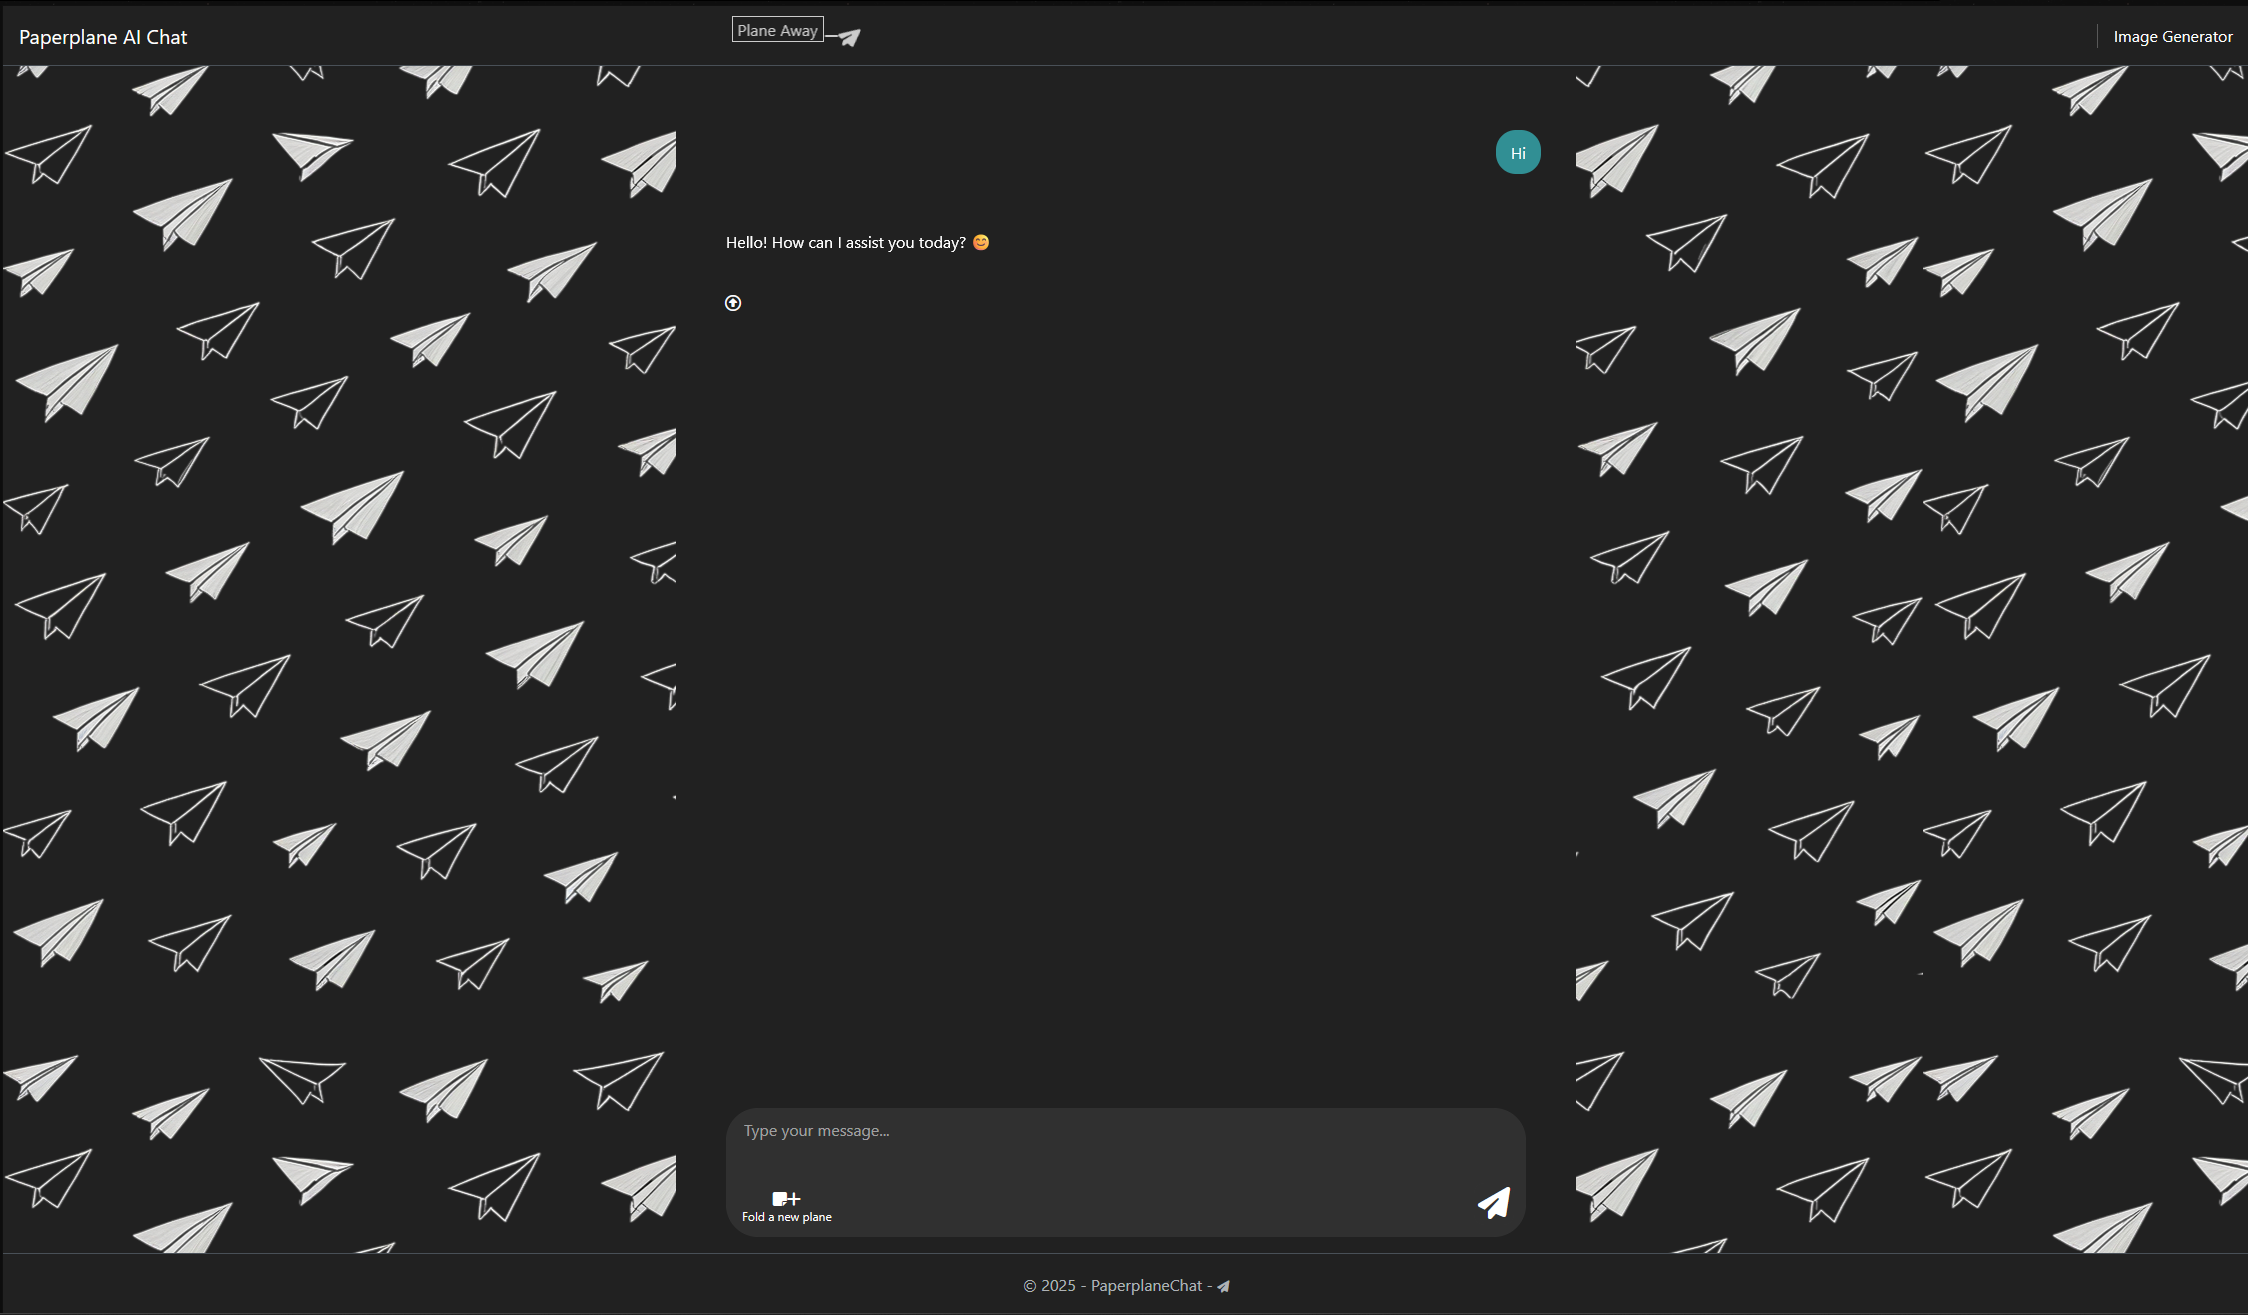 Paperplane AI Chat
Plane Away
Image Generator
Hi
Hello! How can I assist you today? 😊
Type your message...
Fold a new plane
© 2025 - PaperplaneChat -